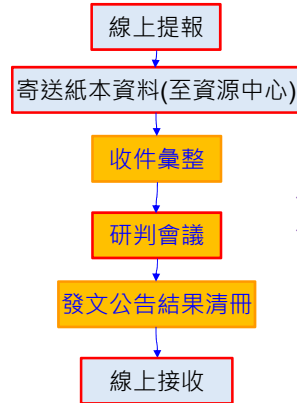 線上提報
寄送紙本資料(至資源中心)
收件彙整
研判會議
發文公告結果清冊
線上接收